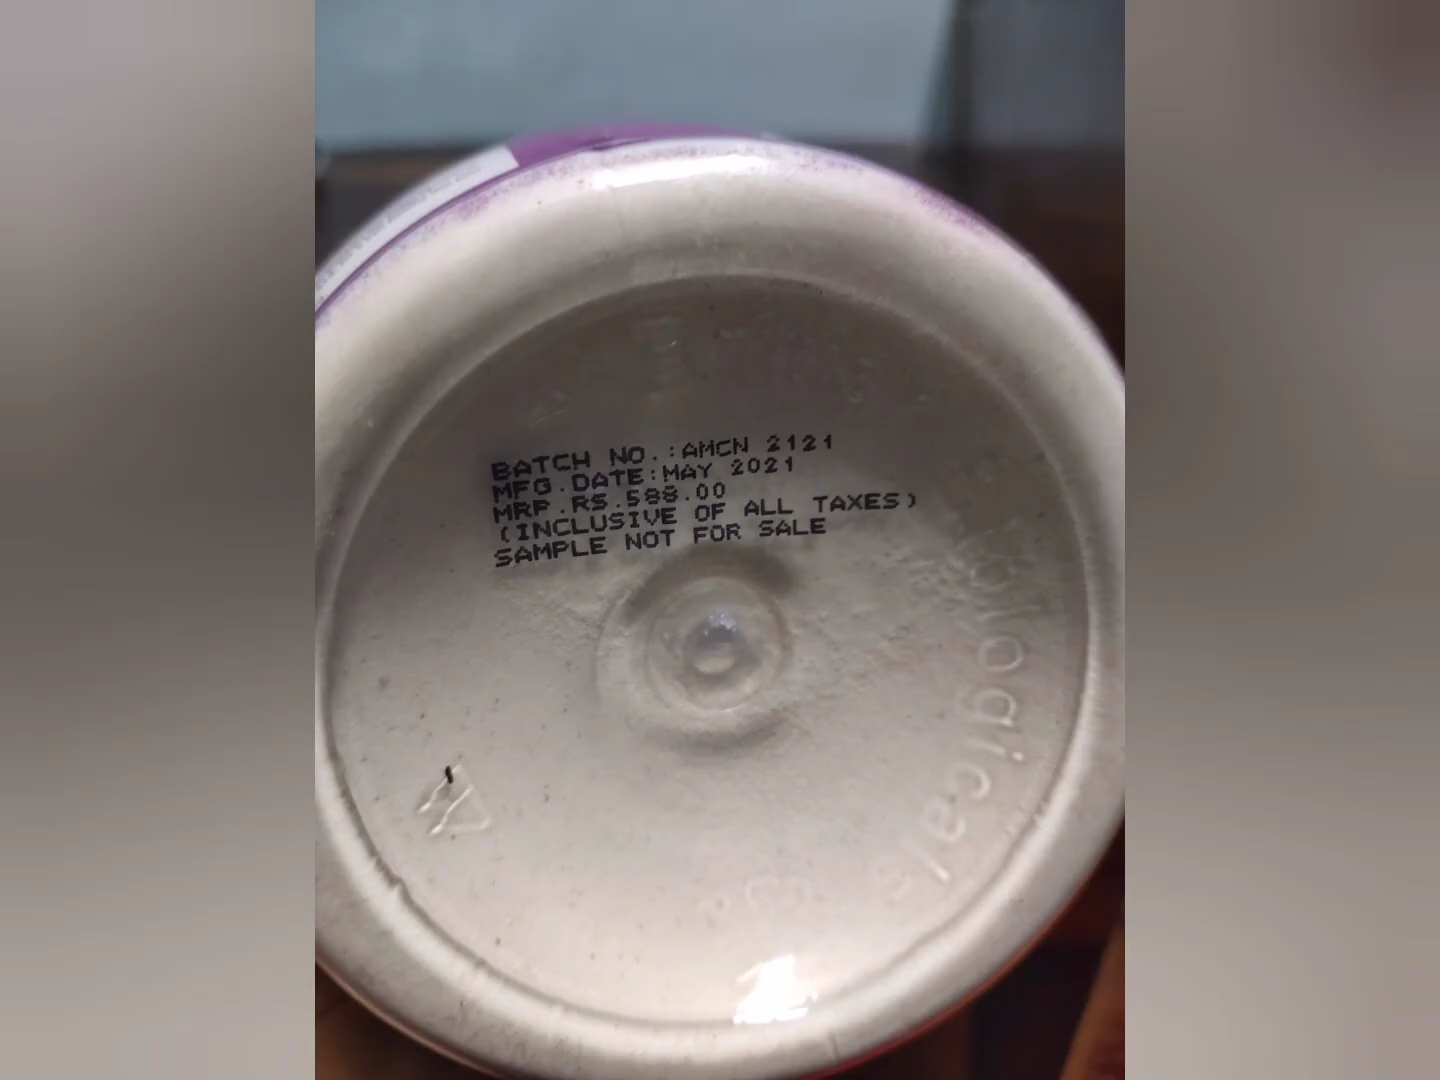 BATCH NO.:AMCN 2121
MFG.DATE:MAY 2021
MRP.RS.588.00
(INCLUSIVE OF ALL TAXES)
SAMPLE NOT FOR SALE
ologicals